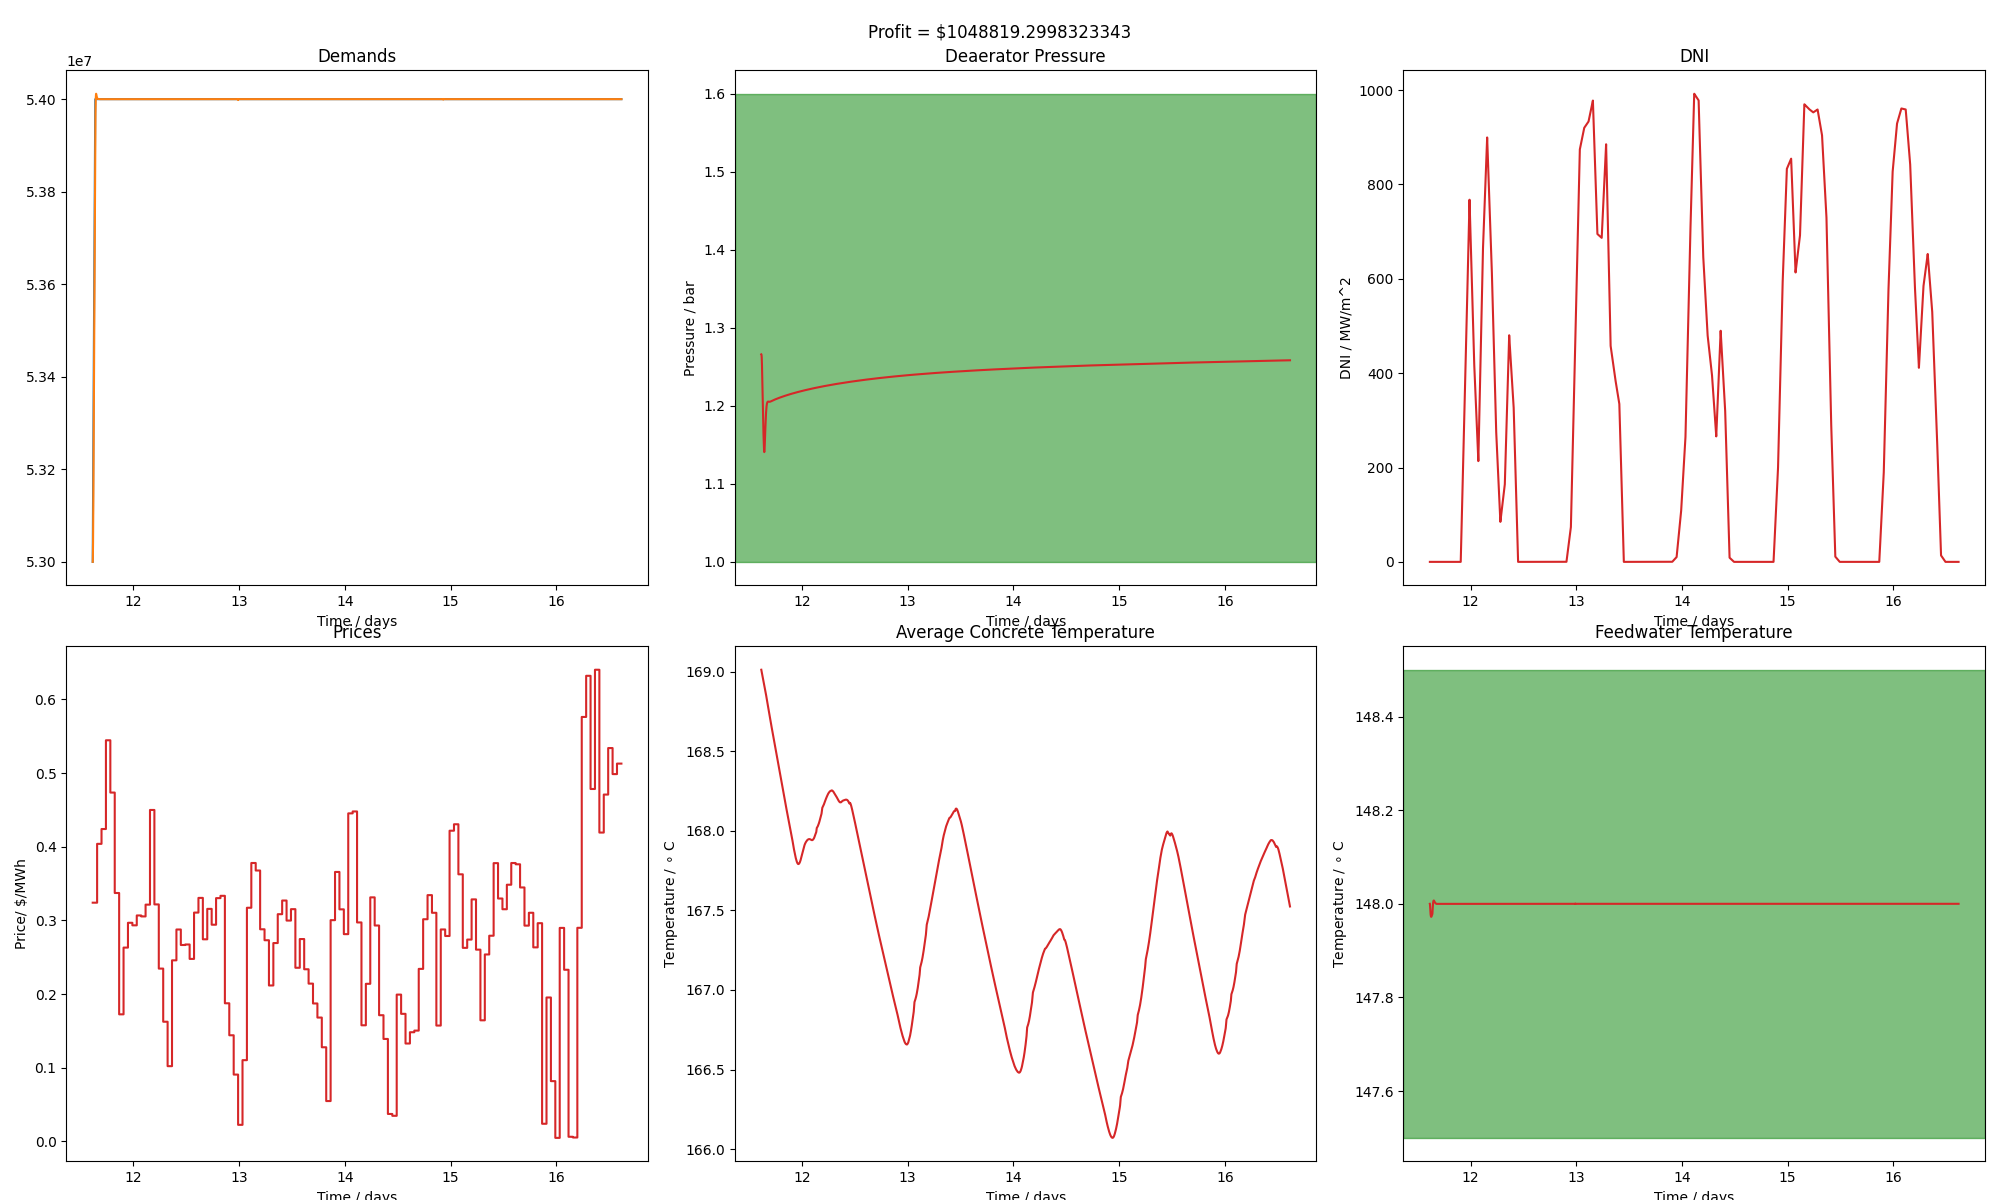 Profit = $1048819.2998323343
Demands
1e7
5.40
5.38
5.36
5.34
5.32
5.30
12 13 14 15 16
Time / days
Deaerator Pressure
Pressure / bar
1.6
1.5
1.4
1.3
1.2
1.1
1.0
12 13 14 15 16
Time / days
DNI
DNI / MW/m^2
1000
800
600
400
200
0
12 13 14 15 16
Time / days
Prices
Price/ $/MWh
0.6
0.5
0.4
0.3
0.2
0.1
0.0
12 13 14 15 16
Time / days
Average Concrete Temperature
Temperature / ∘ C
169.0
168.5
168.0
167.5
167.0
166.5
166.0
12 13 14 15 16
Time / days
Feedwater Temperature
Temperature / ∘ C
148.4
148.2
148.0
147.8
147.6
12 13 14 15 16
Time / days